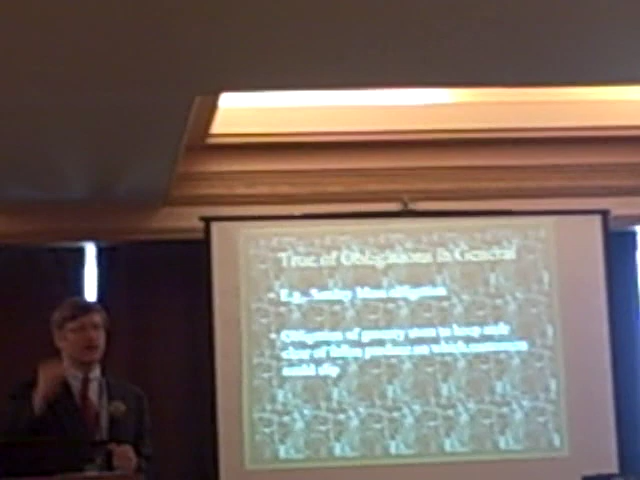 True of Obligations in General
E.g., Sunday Mass obligation
Obligation of grocery store to keep aisle
clear of fallen produce on which customers
could slip